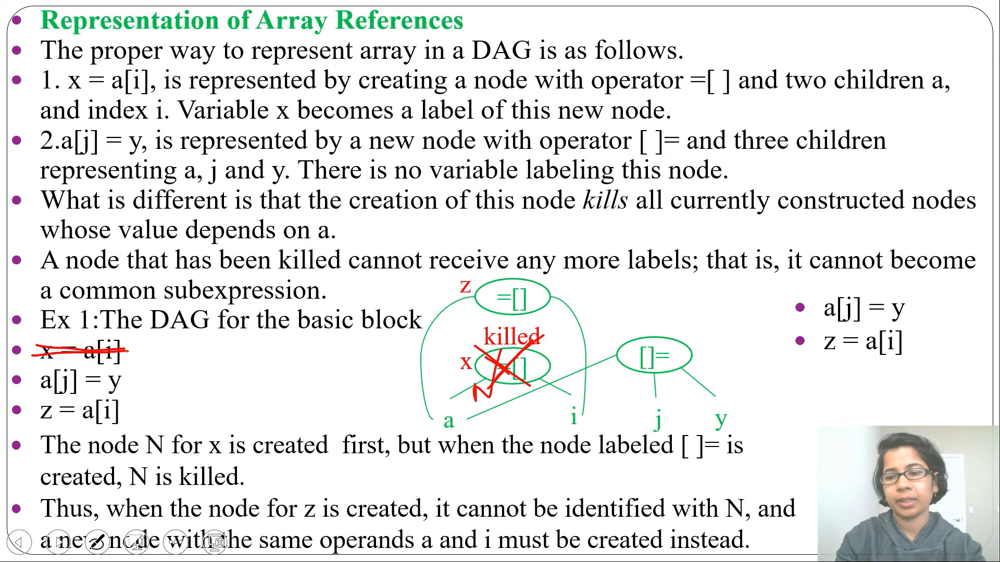 Representation of Array References
The proper way to represent array in a DAG is as follows.
1. x = a[i], is represented by creating a node with operator =[ ] and two children a,
and index i. Variable x becomes a label of this new node.
2.a[j] = y, is represented by a new node with operator [ ]= and three children
representing a, j and y. There is no variable labeling this node.
What is different is that the creation of this node kills all currently constructed nodes
whose value depends on a.
A node that has been killed cannot receive any more labels; that is, it cannot become
a common subexpression.
Ex 1:The DAG for the basic block
x = a[i]
a[j] = y
z = a[i]
z
=[]
killed
x
=[]
N
[]=
a
i
j
y
a[j] = y
z = a[i]
The node N for x is created first, but when the node labeled [ ]= is
created, N is killed.
Thus, when the node for z is created, it cannot be identified with N, and
a new node with the same operands a and i must be created instead.